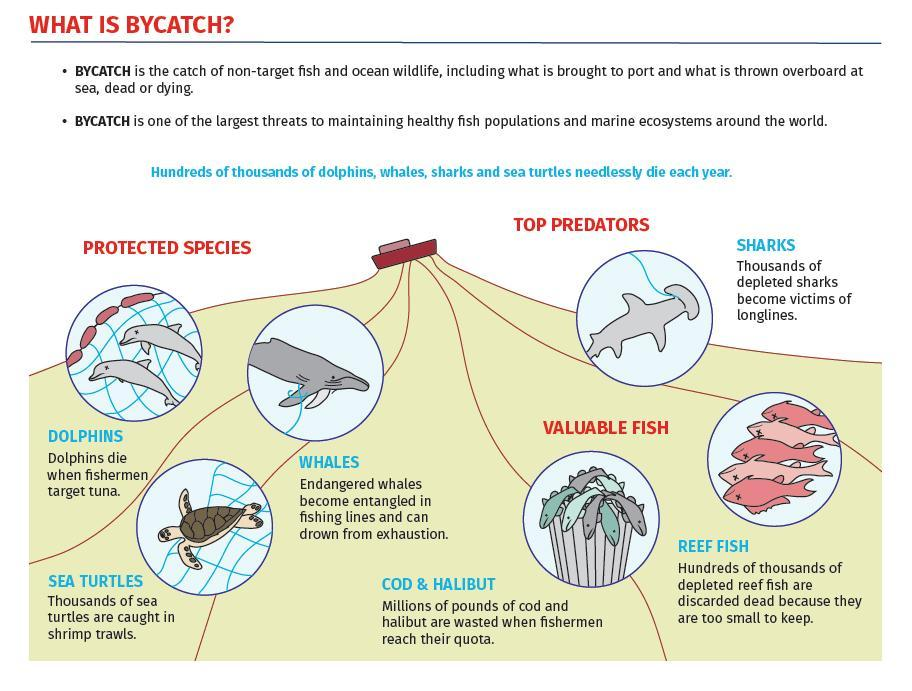 WHAT IS BYCATCH?
• BYCATCH is the catch of non-target fish and ocean wildlife, including what is brought to port and what is thrown overboard at
sea, dead or dying.
• BYCATCH is one of the largest threats to maintaining healthy fish populations and marine ecosystems around the world.
Hundreds of thousands of dolphins, whales, sharks and sea turtles needlessly die each year.
PROTECTED SPECIES
TOP PREDATORS
SHARKS
Thousands of
depleted sharks
become victims of
longlines.
DOLPHINS
Dolphins die
when fishermen
target tuna.
WHALES
Endangered whales
become entangled in
fishing lines and can
drown from exhaustion.
SEA TURTLES
Thousands of sea
turtles are caught in
shrimp trawls.
VALUABLE FISH
COD & HALIBUT
Millions of pounds of cod and
halibut are wasted when fishermen
reach their quota.
REEF FISH
Hundreds of thousands of
depleted reef fish are
discarded dead because they
are too small to keep.